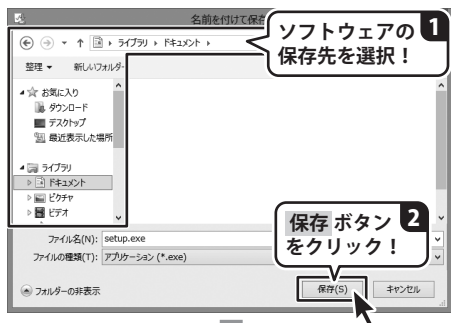 名前を付けて保存
ソフトウェアの
保存先を選択！
1
ライブラリ ▸ ドキュメント ▸
整理 ▼ 新しいフォルダー
お気に入り
ダウンロード
デスクトップ
最近表示した場所
ライブラリ
ドキュメント
ピクチャ
ビデオ
保存 ボタン
をクリック！
2
ファイル名(N): setup.exe
ファイルの種類(T): アプリケーション (*.exe)
フォルダーの非表示
保存(S)
キャンセル